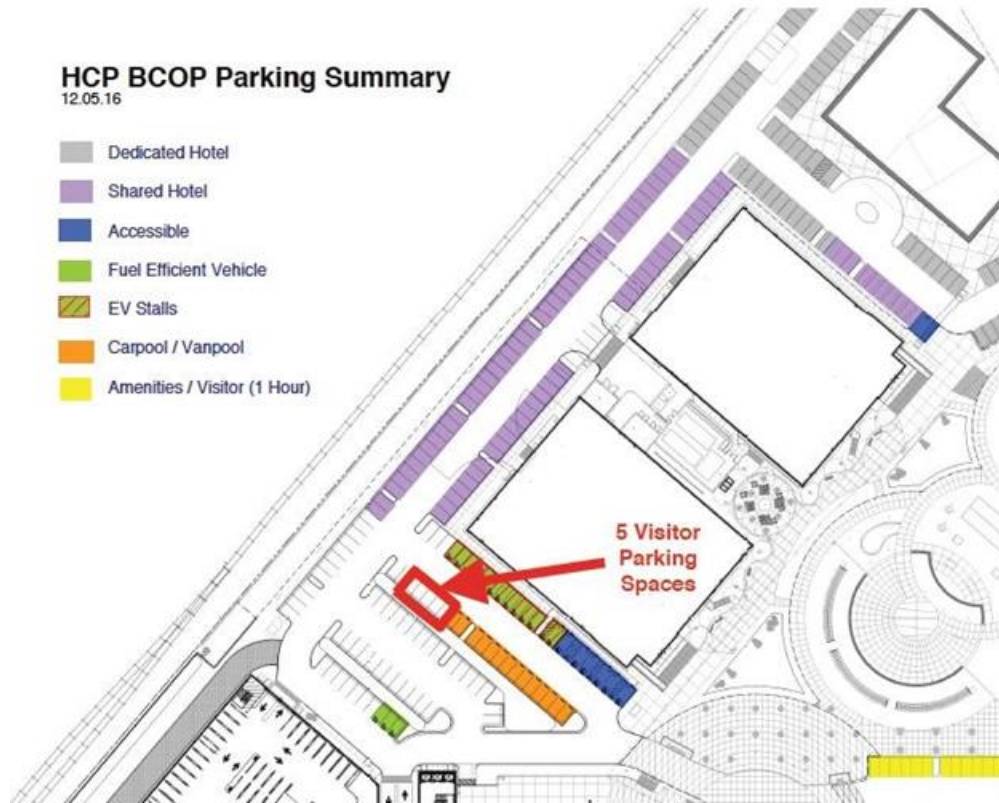 HCP BCOP Parking Summary
12.05.16
Dedicated Hotel
Shared Hotel
Accessible
Fuel Efficient Vehicle
EV Stalls
Carpool / Vanpool
Amenities / Visitor (1 Hour)
5 Visitor
Parking
Spaces